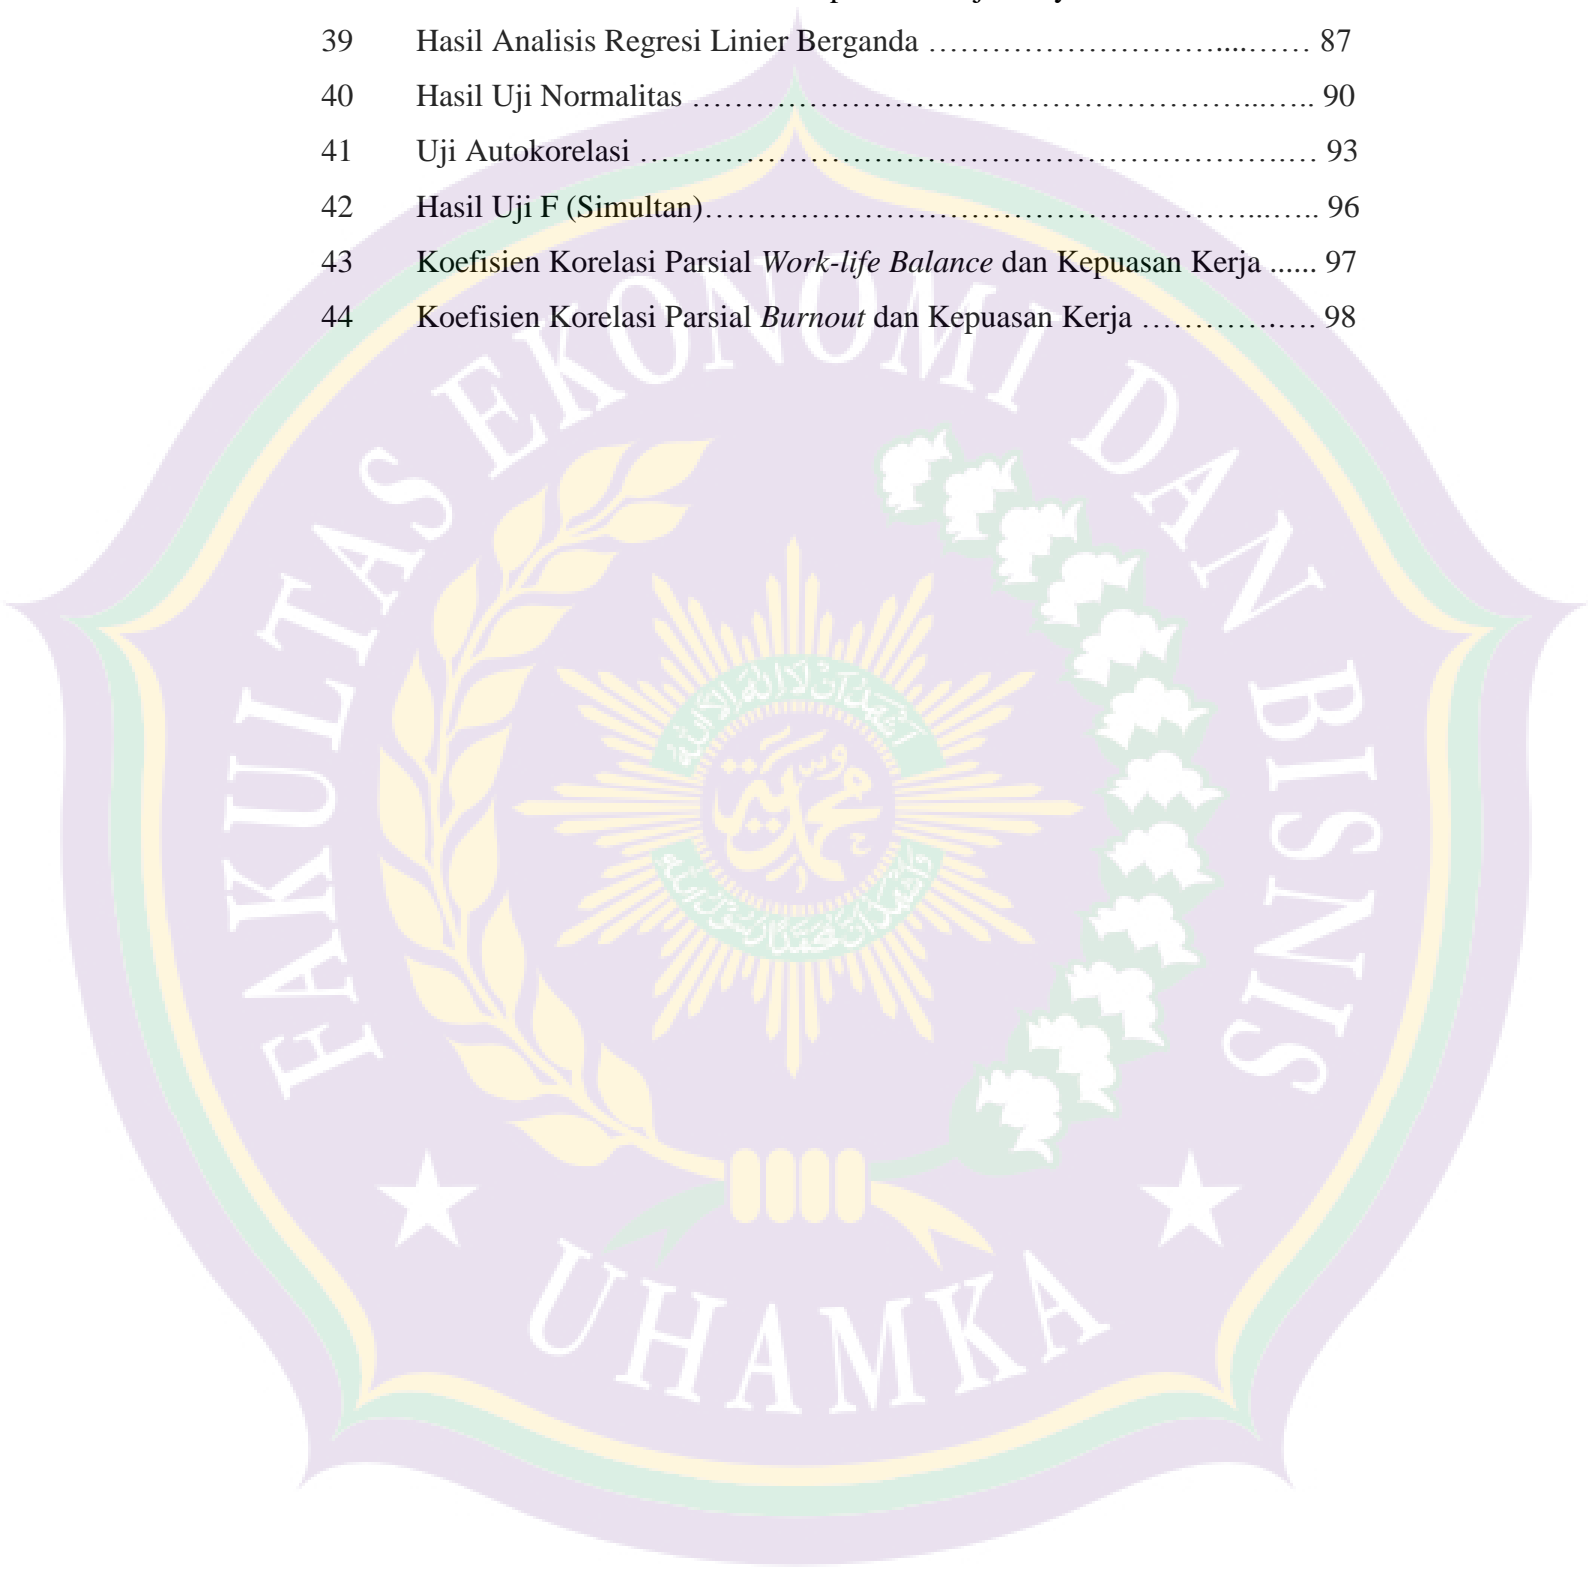 39 Hasil Analisis Regresi Linier Berganda ………………………....…… 87
40 Hasil Uji Normalitas …………………….………………………...….. 90
41 Uji Autokorelasi ……………………………………………………….… 93
42 Hasil Uji F (Simultan)……………………………………………...….. 96
43 Koefisien Korelasi Parsial Work-life Balance dan Kepuasan Kerja ...... 97
44 Koefisien Korelasi Parsial Burnout dan Kepuasan Kerja ………….…. 98
FAKULTAS EKONOMI DAN BISNIS
UHAMKA